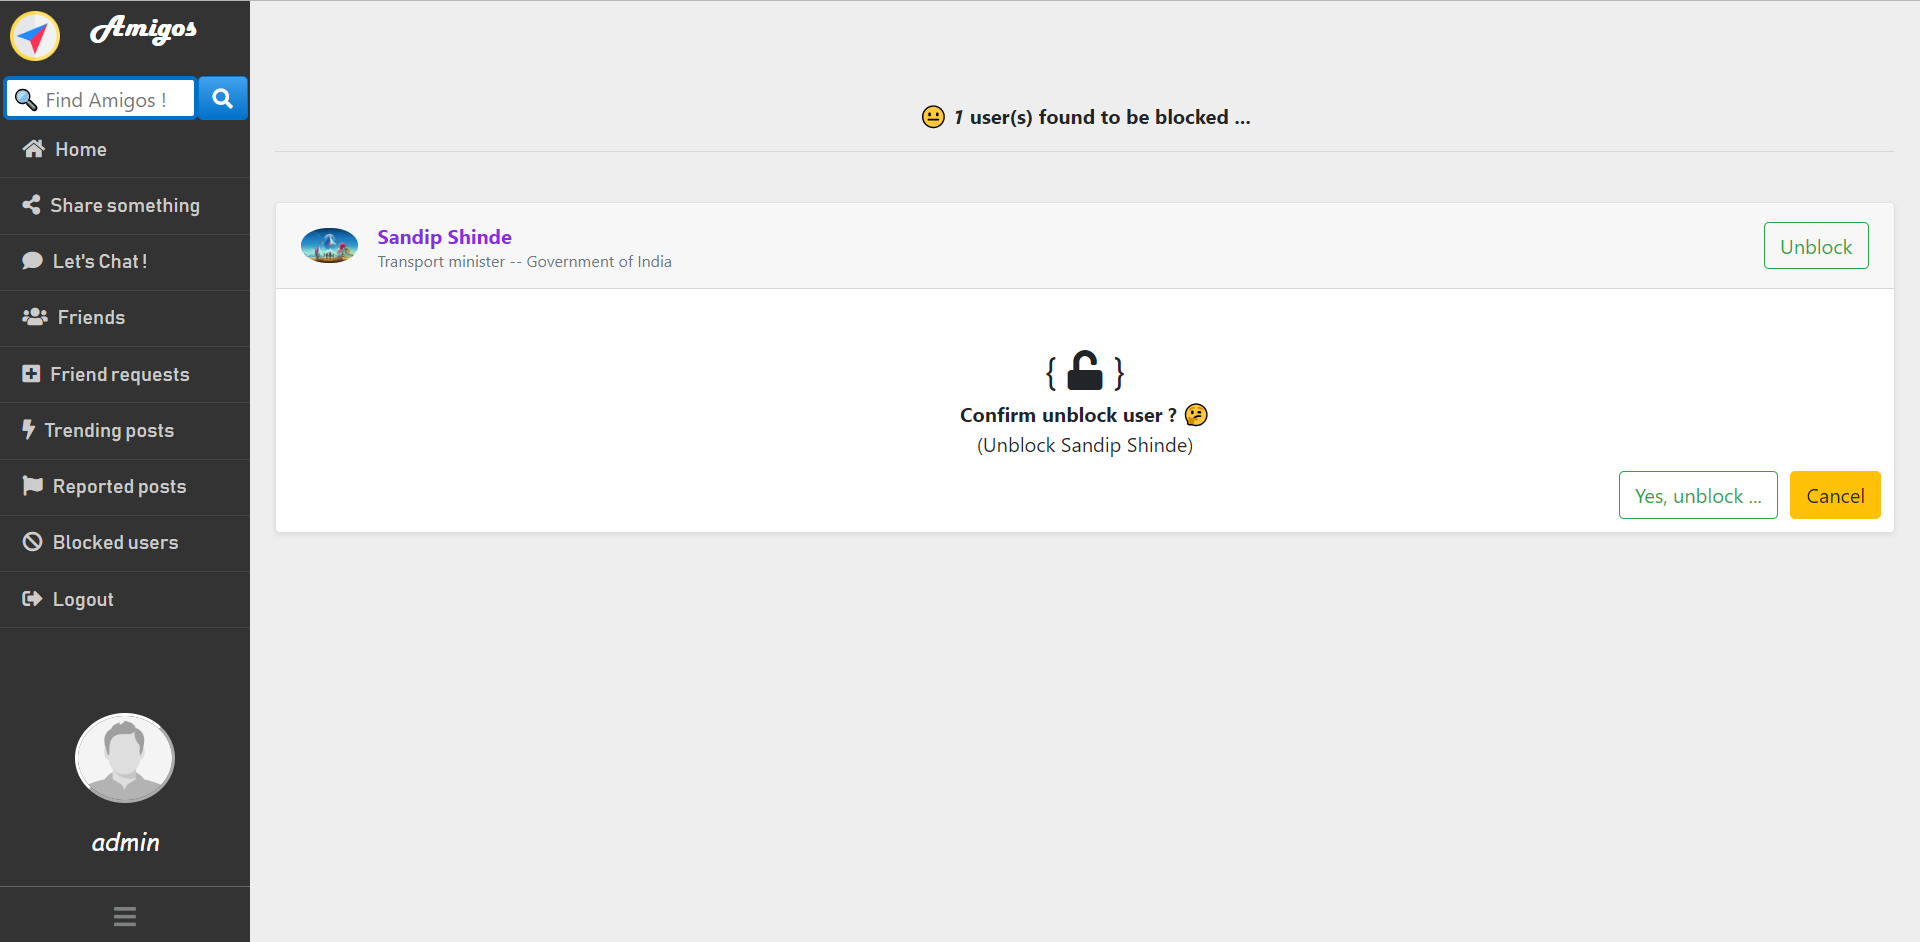 Amigos
Find Amigos !
Home
Share something
Let's Chat !
Friends
Friend requests
Trending posts
Reported posts
Blocked users
Logout
admin
1 user(s) found to be blocked ...
Sandip Shinde
Transport minister -- Government of India
Unblock
{ }
Confirm unblock user ?
(Unblock Sandip Shinde)
Yes, unblock ...
Cancel